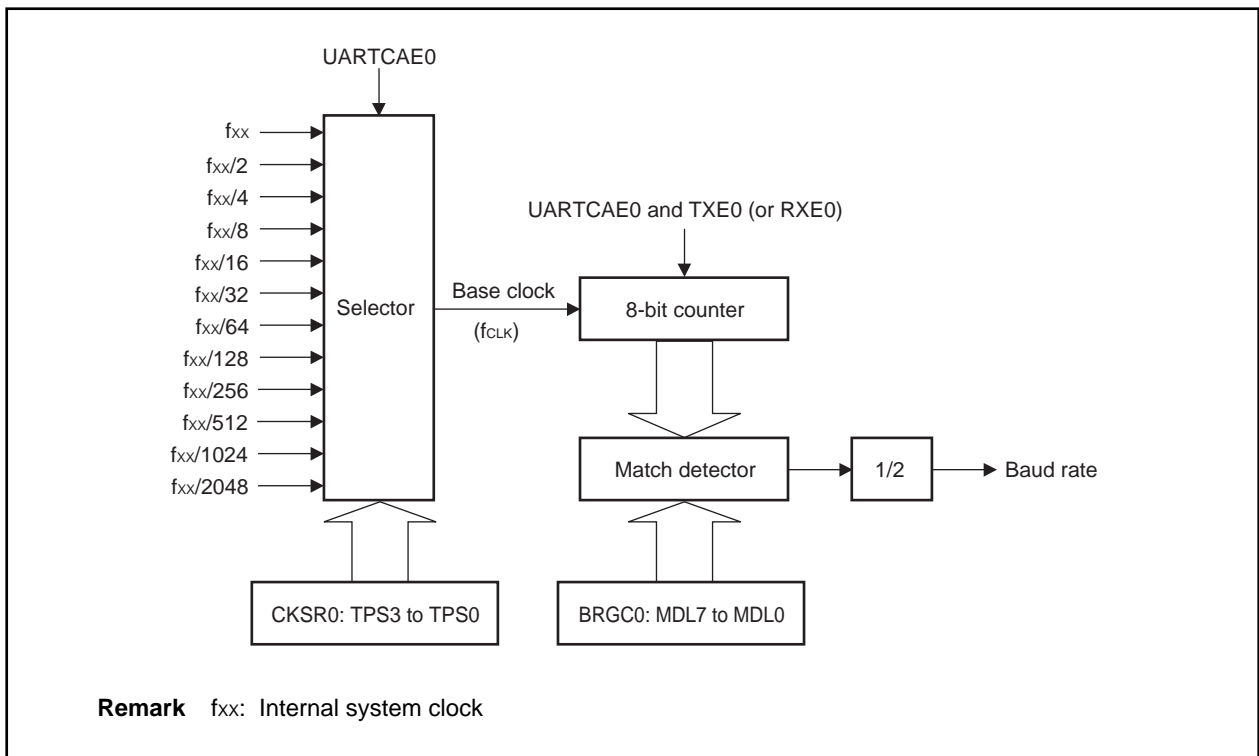 UARTCAE0
fXX
fXX/2
fXX/4
fXX/8
fXX/16
fXX/32
fXX/64
fXX/128
fXX/256
fXX/512
fXX/1024
fXX/2048
Selector
Base clock
(fCLK)
UARTCAE0 and TXE0 (or RXE0)
8-bit counter
Match detector
1/2
Baud rate
CKSR0: TPS3 to TPS0
BRGC0: MDL7 to MDL0
Remark fXX: Internal system clock